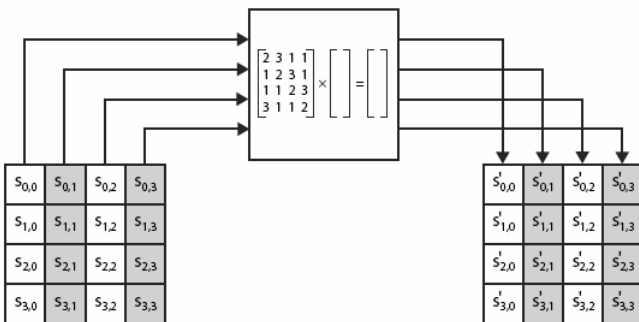 2 3 1 1
1 2 3 1
1 1 2 3
3 1 1 2
× =
s0,0 s0,1 s0,2 s0,3
s1,0 s1,1 s1,2 s1,3
s2,0 s2,1 s2,2 s2,3
s3,0 s3,1 s3,2 s3,3
s'0,0 s'0,1 s'0,2 s'0,3
s'1,0 s'1,1 s'1,2 s'1,3
s'2,0 s'2,1 s'2,2 s'2,3
s'3,0 s'3,1 s'3,2 s'3,3